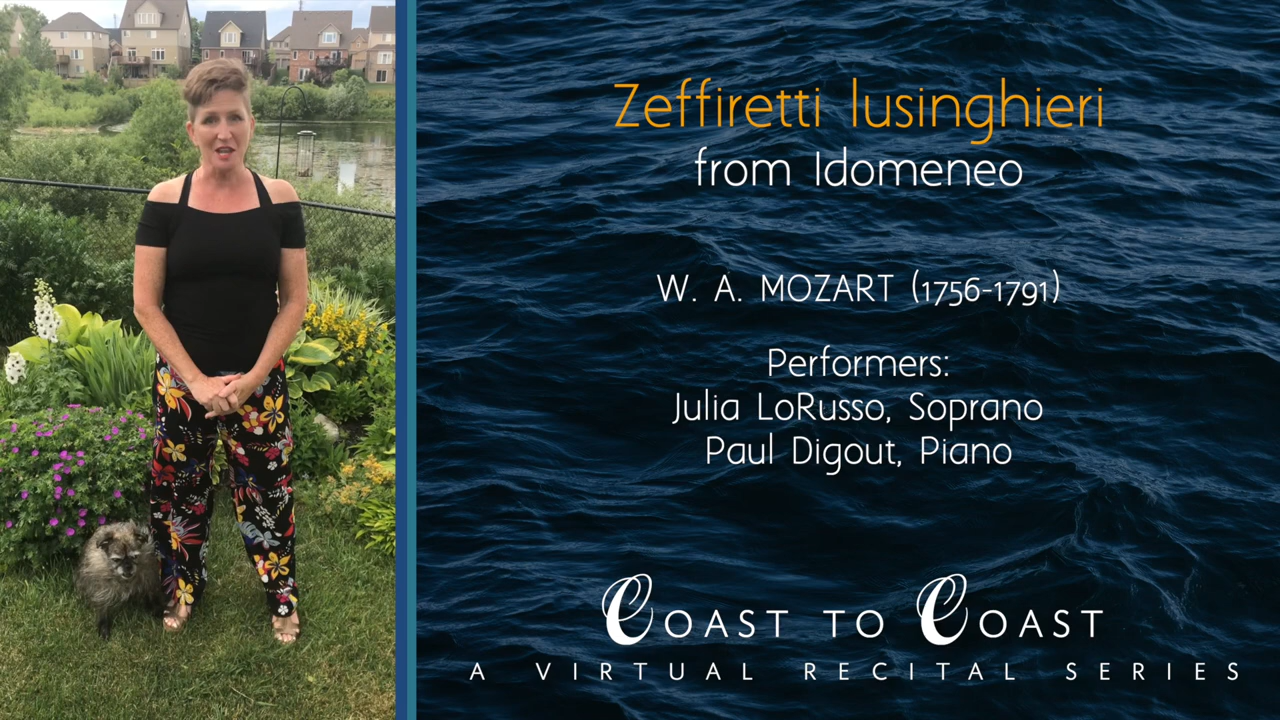 Zeffiretti lusinghieri
from Idomeneo
W. A. MOZART (1756-1791)
Performers:
Julia LoRusso, Soprano
Paul Digout, Piano
COAST TO COAST
A VIRTUAL RECITAL SERIES